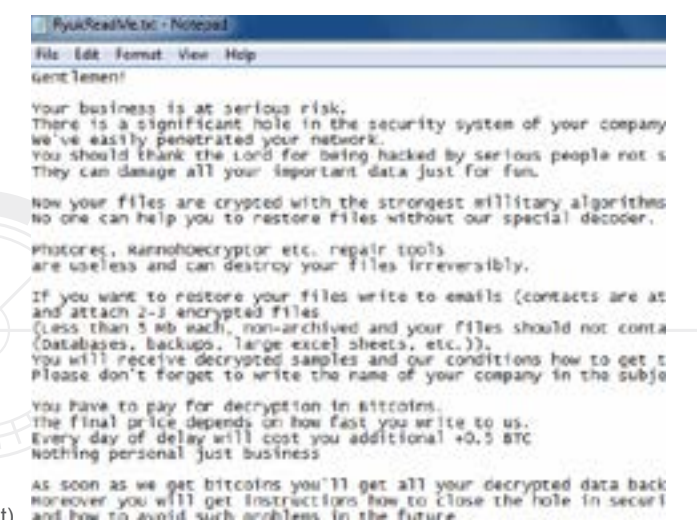 RyukReadMe.txt - Notepad
File Edit Format View Help
Gentlemen!
Your business is at serious risk.
There is a significant hole in the security system of your company
We've easily penetrated your network.
You should thank the Lord for being hacked by serious people not s
They can damage all your important data just for fun.
Now your files are crypted with the strongest millitary algorithms
No one can help you to restore files without our special decoder.
Photorec, RannohDecryptor etc. repair tools
are useless and can destroy your files irreversibly.
If you want to restore your files write to emails (contacts are at
and attach 2-3 encrypted files
(Less than 5 Mb each, non-archived and your files should not conta
(Databases, backups, large excel sheets, etc.)).
You will receive decrypted samples and our conditions how to get t
Please don't forget to write the name of your company in the subje
You have to pay for decryption in Bitcoins.
The final price depends on how fast you write to us.
Every day of delay will cost you additional +0.5 BTC
Nothing personal just business
As soon as we get bitcoins you'll get all your decrypted data back
Moreover you will get instructions how to close the hole in securi
t) and how to avoid such problems in the future